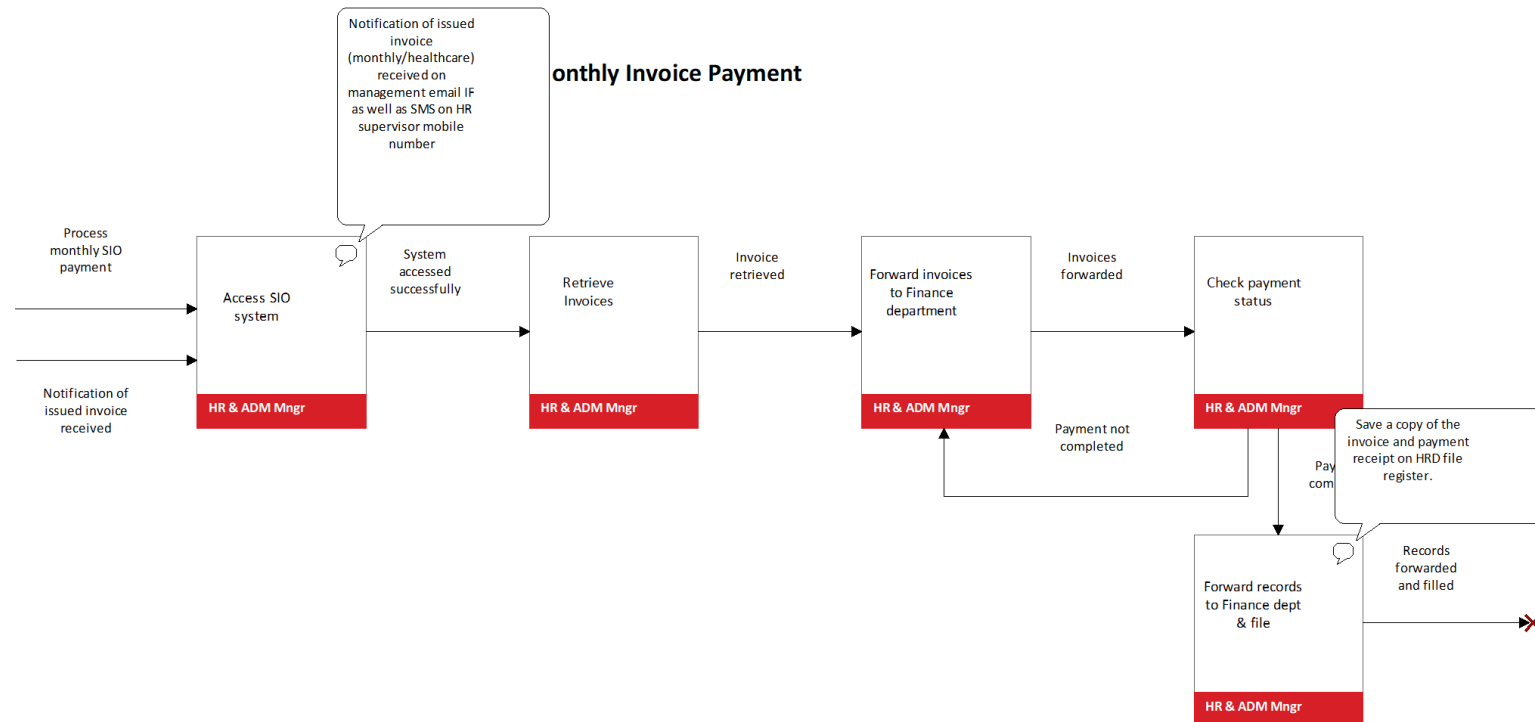 Notification of issued
invoice
(monthly/healthcare)
received on
management email IF
as well as SMS on HR
supervisor mobile
number
onthly Invoice Payment
Process
monthly SIO
payment
Notification of
issued invoice
received
Access SIO
system
HR & ADM Mngr
System
accessed
successfully
Retrieve
Invoices
HR & ADM Mngr
Invoice
retrieved
Forward invoices
to Finance
department
HR & ADM Mngr
Invoices
forwarded
Check payment
status
HR & ADM Mngr
Payment not
completed
Pay
com
Save a copy of the
invoice and payment
receipt on HRD file
register.
Forward records
to Finance dept
& file
HR & ADM Mngr
Records
forwarded
and filled